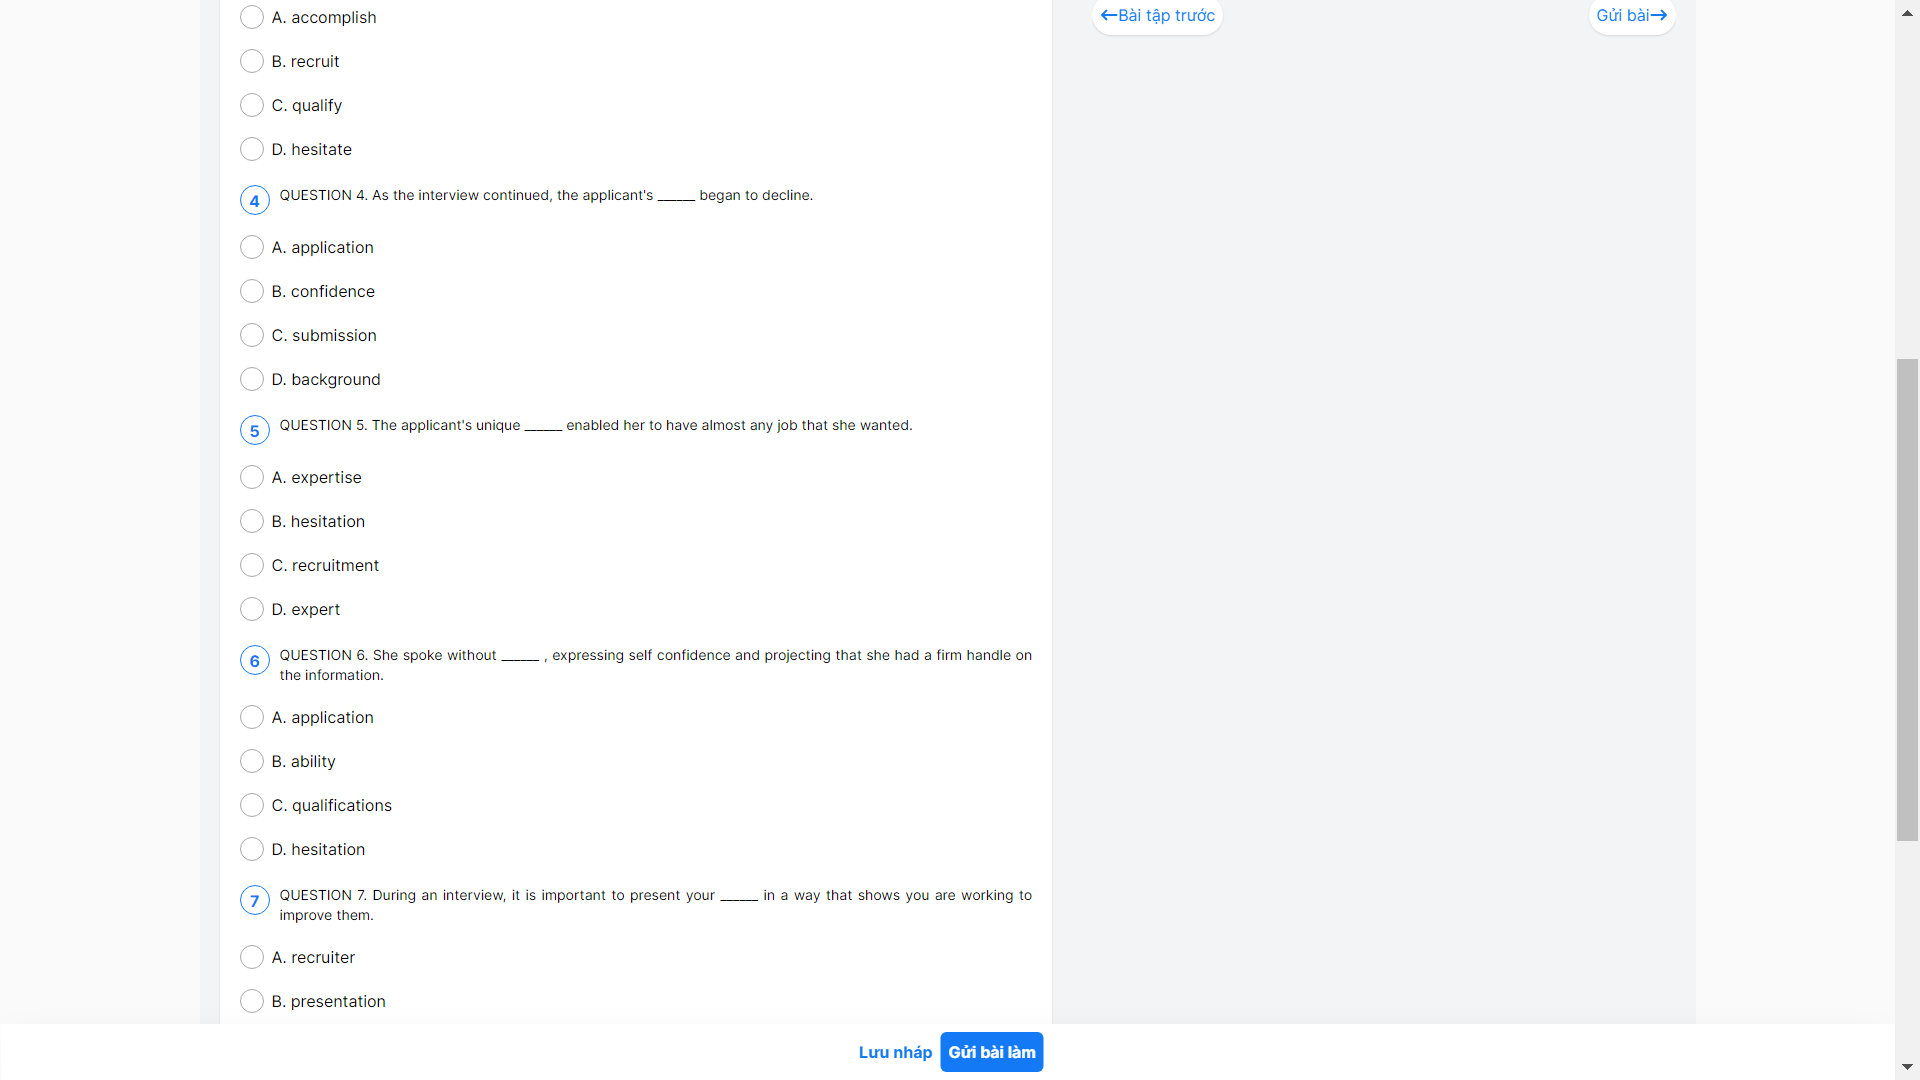 A. accomplish
B. recruit
C. qualify
D. hesitate
4 QUESTION 4. As the interview continued, the applicant's ______ began to decline.
A. application
B. confidence
C. submission
D. background
5 QUESTION 5. The applicant's unique ______ enabled her to have almost any job that she wanted.
A. expertise
B. hesitation
C. recruitment
D. expert
6 QUESTION 6. She spoke without ______ , expressing self confidence and projecting that she had a firm handle on
the information.
A. application
B. ability
C. qualifications
D. hesitation
7 QUESTION 7. During an interview, it is important to present your ______ in a way that shows you are working to
improve them.
A. recruiter
B. presentation
←Bài tập trước
Gửi bài→
Lưu nháp
Gửi bài làm